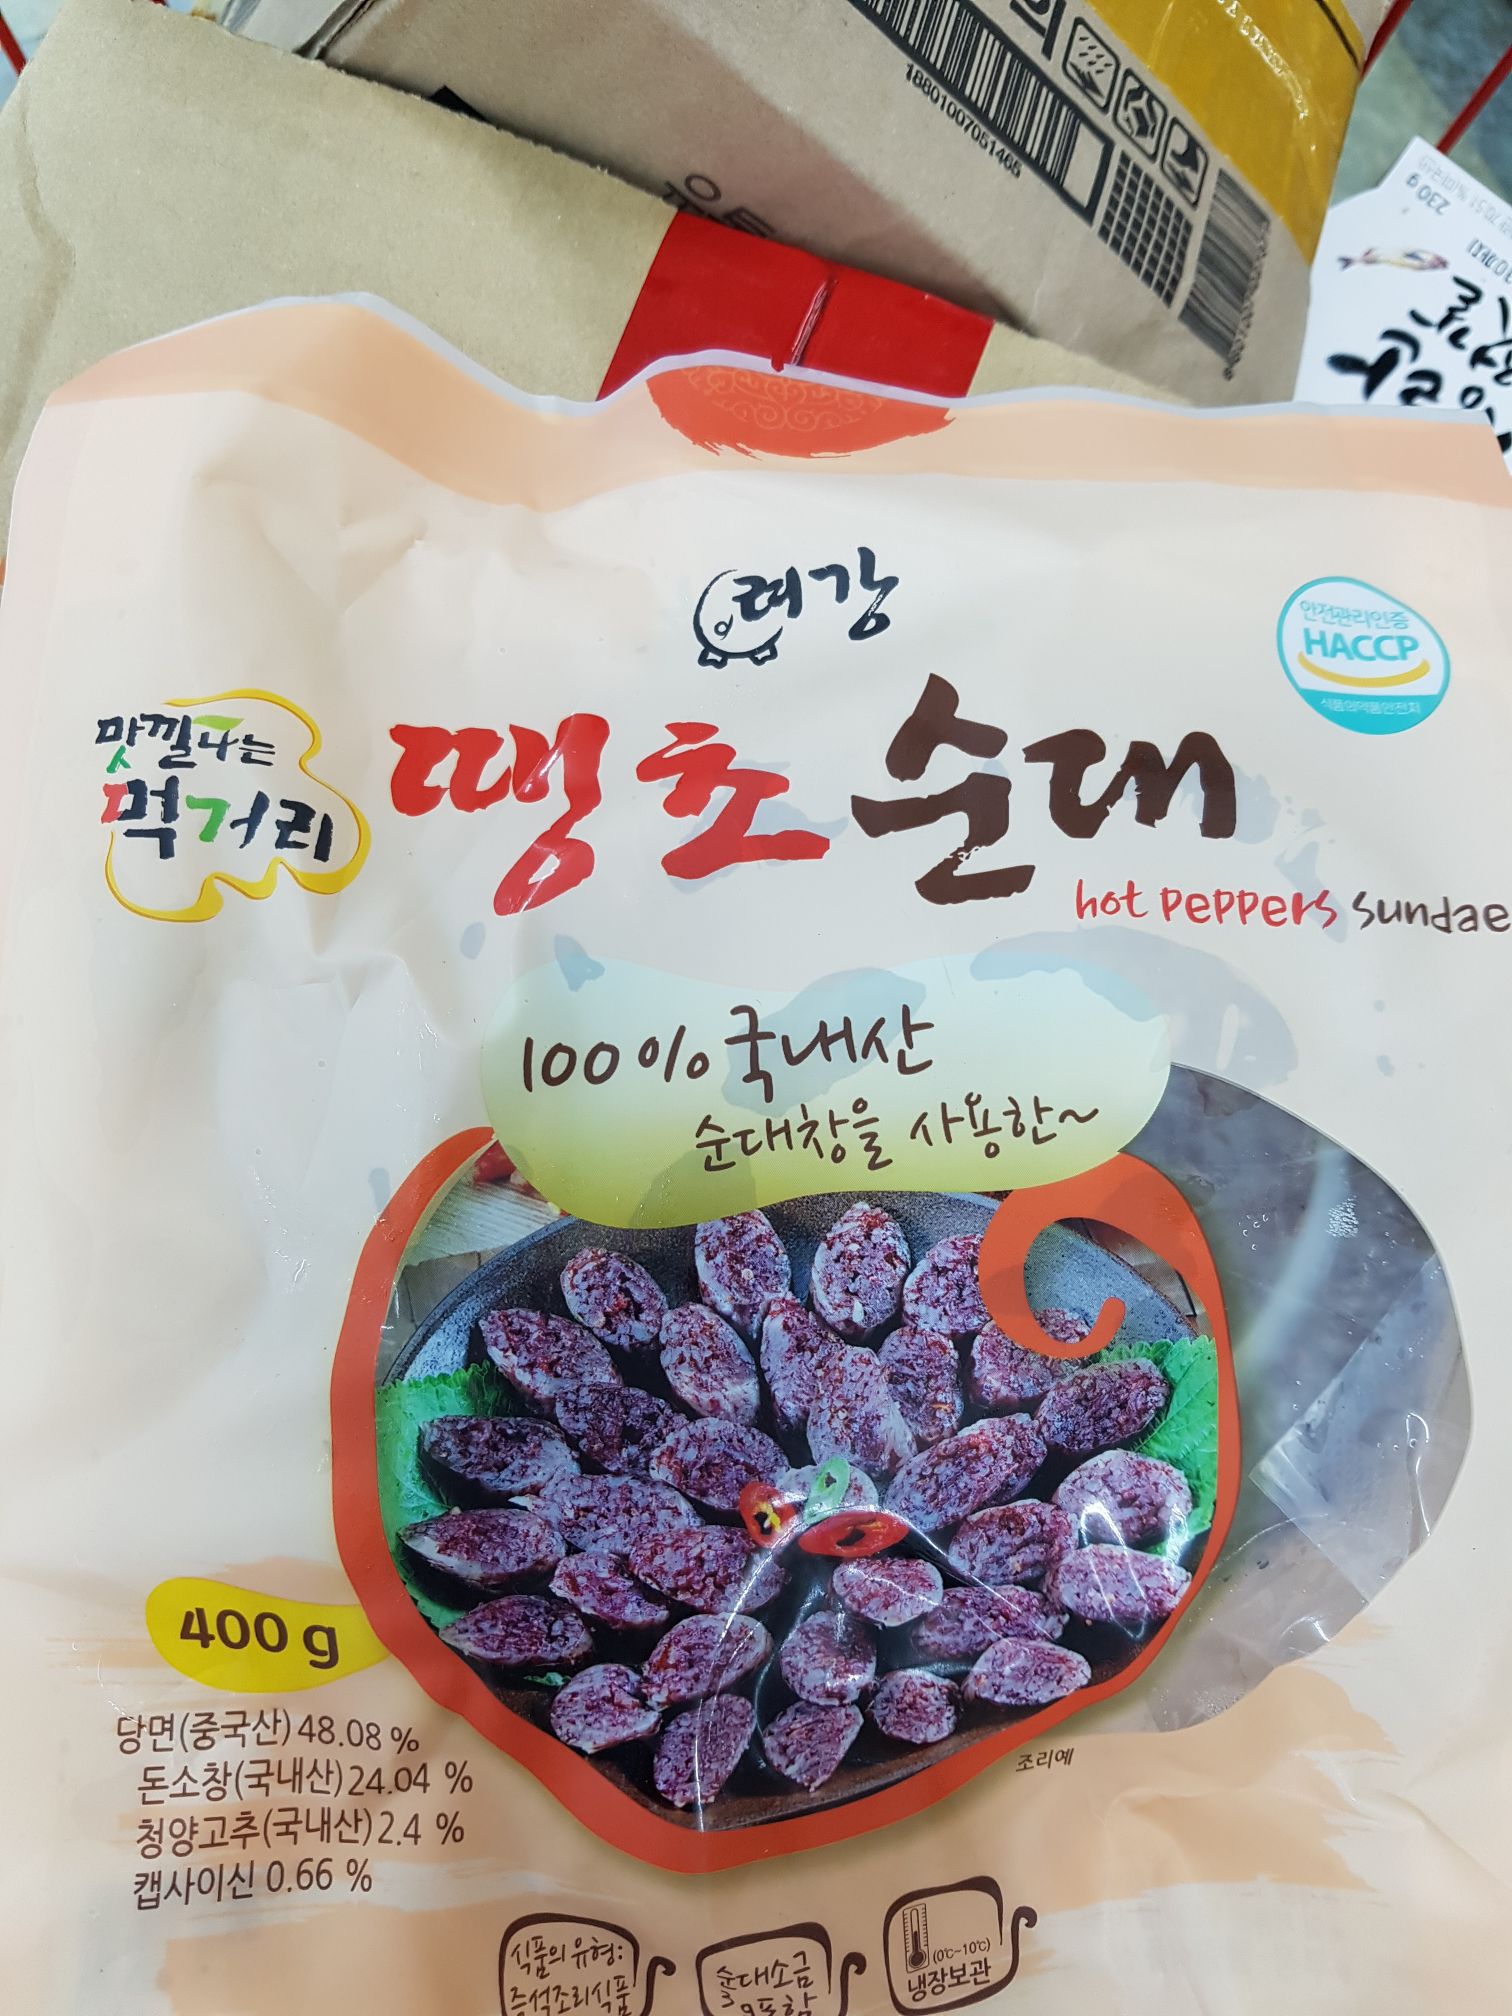 18801007051465
230g
여강
안전관리인증
HACCP
식품의약품안전처
맛깔나는
먹거리
땡초순대
hot peppers sundae
100% 국내산
순대창을 사용한~
400g
당면(중국산) 48.08 %
돈소창(국내산) 24.04 %
청양고추(국내산) 2.4 %
캡사이신 0.66 %
조리예
식품의 유형:
즉석조리식품
순대소금
포함
(0℃~10℃)
냉장보관